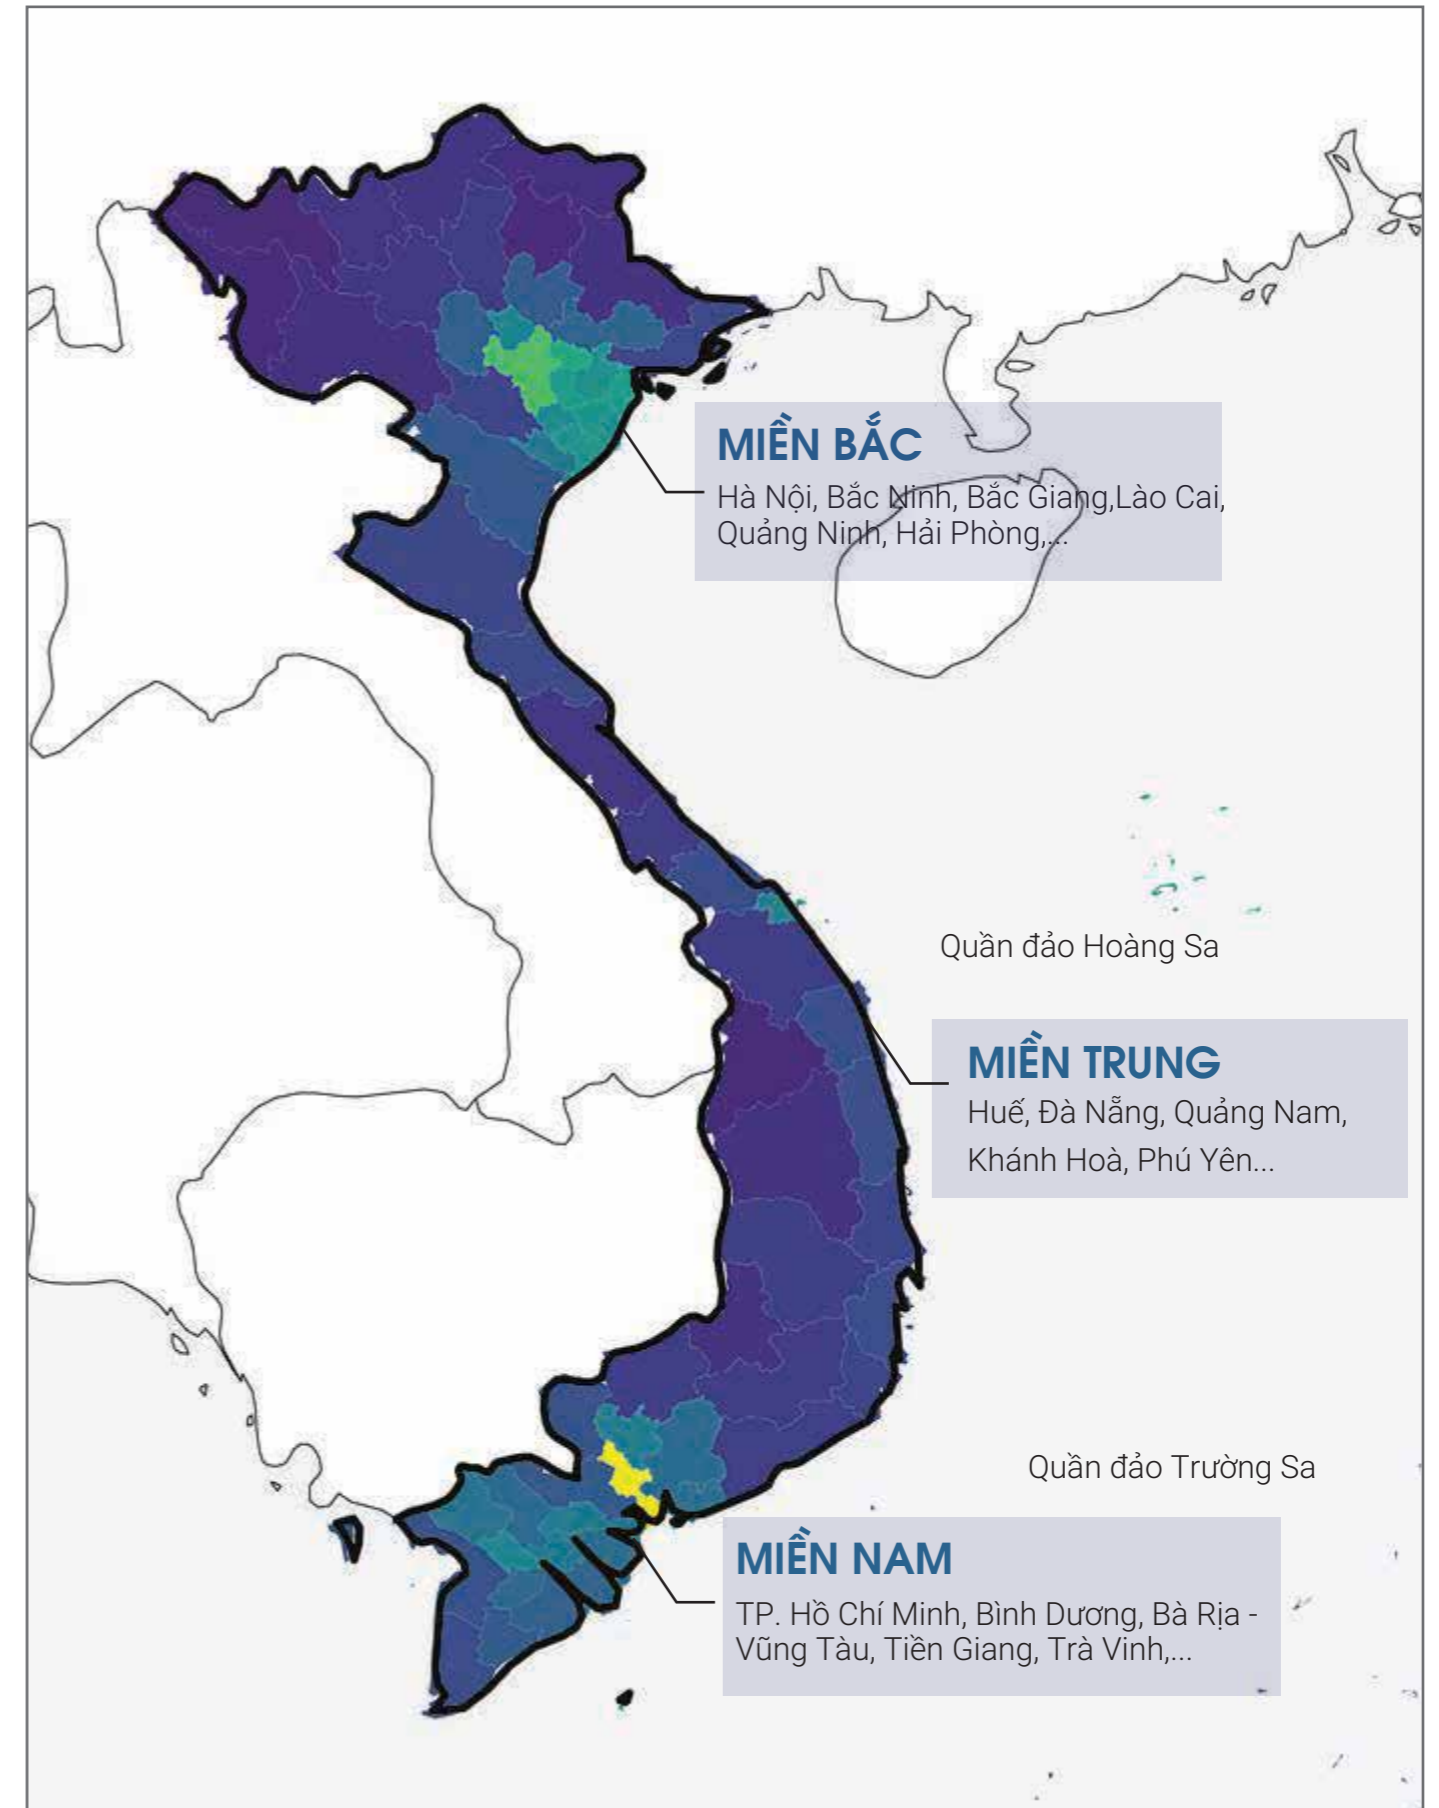 MIỀN BẮC
Hà Nội, Bắc Ninh, Bắc Giang,Lào Cai,
Quảng Ninh, Hải Phòng,...
Quần đảo Hoàng Sa
MIỀN TRUNG
Huế, Đà Nẵng, Quảng Nam,
Khánh Hoà, Phú Yên...
Quần đảo Trường Sa
MIỀN NAM
TP. Hồ Chí Minh, Bình Dương, Bà Rịa -
Vũng Tàu, Tiền Giang, Trà Vinh,...